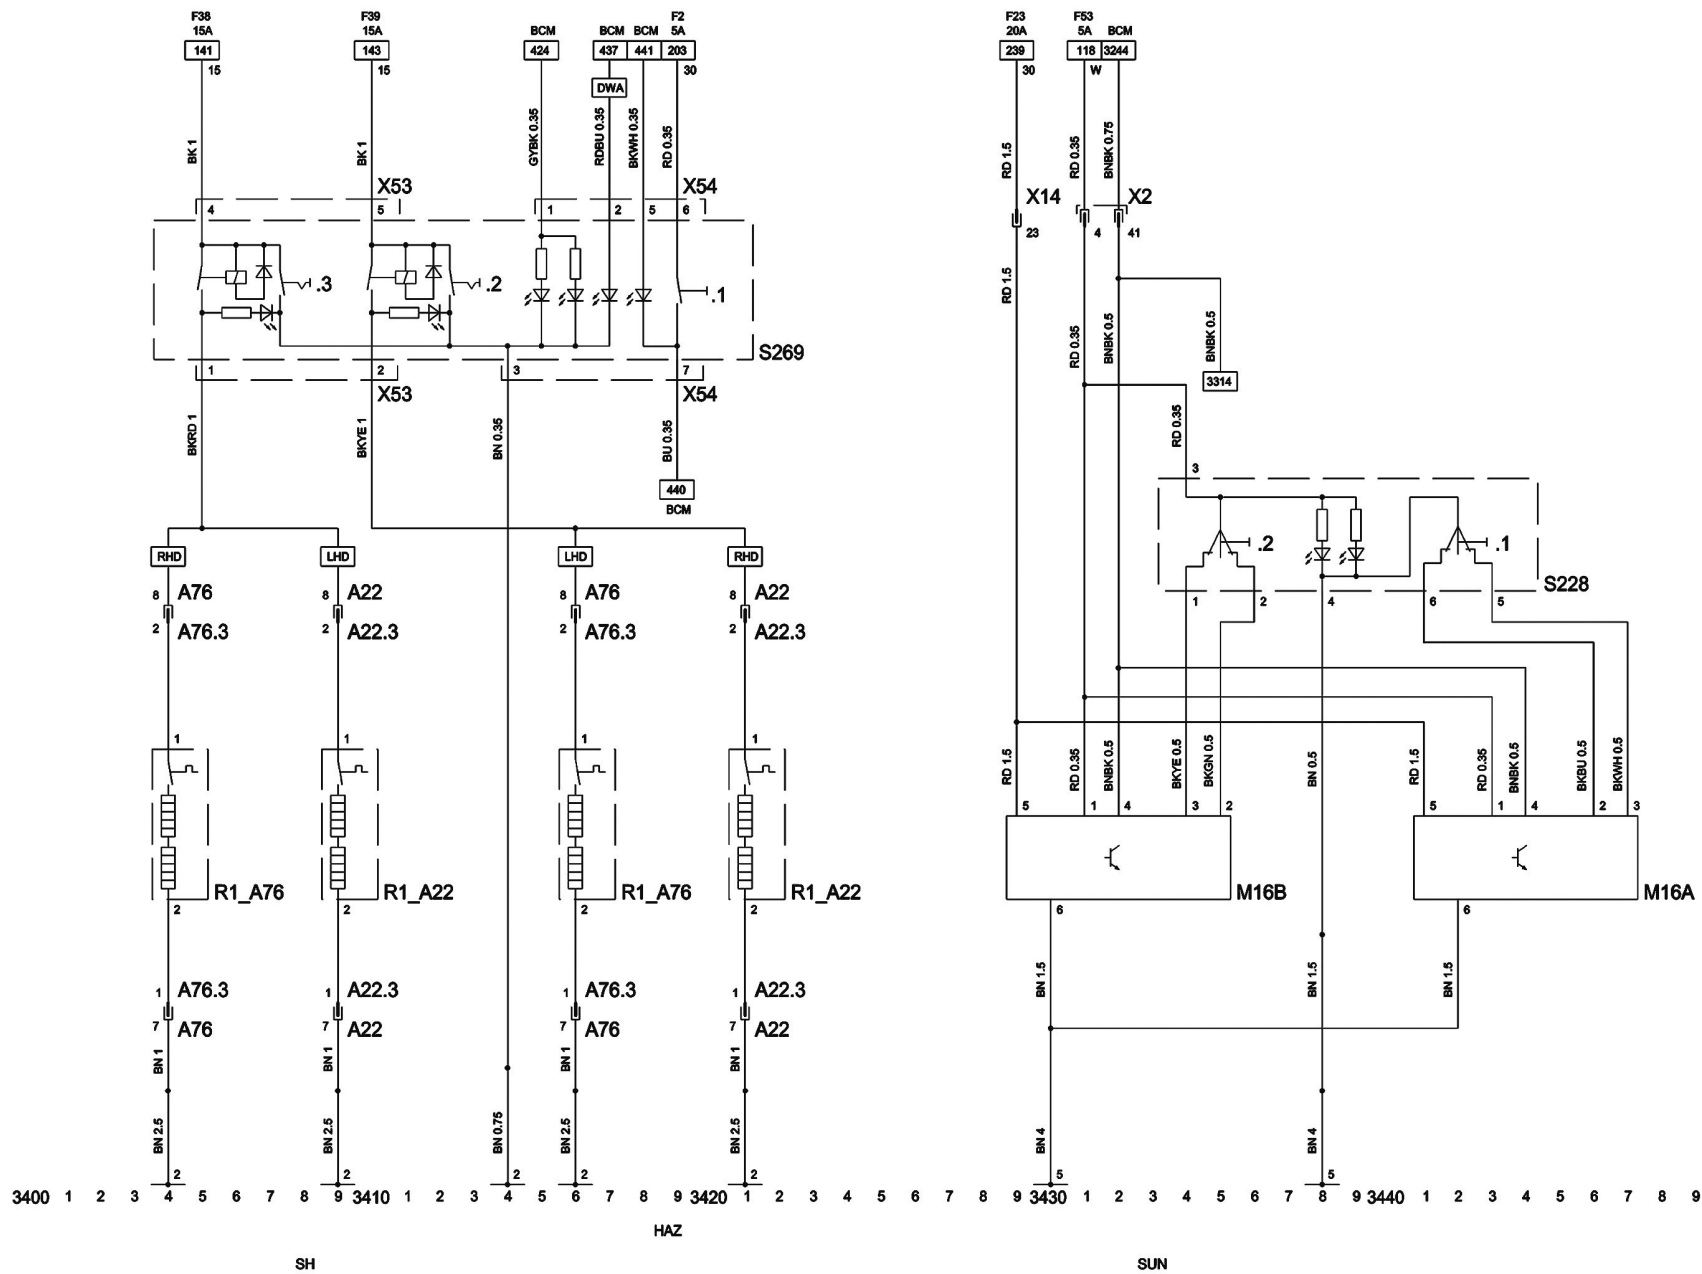 F38 F39 F2 F23 F53
15A 15A BCM BCM BCM 5A 20A 5A BCM
141 143 424 437 441 203 239 118 3244
15 15 30 30 W
DWA
BK 1 BK 1 GYBK 0.35 RDBU 0.35 BKWH 0.35 RD 0.35 RD 1.5 RD 0.35 BNBK 0.75
X53 X54 X14 X2
4 5 1 2 5 6 23 4 41
.3 .2 .1 RD 1.5
RD 0.35 BNBK 0.5 BNBK 0.5
S269
1 2 3 7 3314
X53 X54
BKRD 1 BKYE 1 BN 0.35 BU 0.35 RD 0.35
3
440
BCM
RHD LHD LHD RHD .2 .1
S228
8 A76 8 A22 8 A76 8 A22 1 2 4 6 5
2 A76.3 2 A22.3 2 A76.3 2 A22.3
1 1 1 1
RD 1.5 RD 0.35 BNBK 0.5 BKYE 0.5 BKGN 0.5 BN 0.5 RD 1.5 RD 0.35 BNBK 0.5 BKBU 0.5 BKWH 0.5
5 1 4 3 2 5 1 4 2 3
R1_A76 R1_A22 R1_A76 R1_A22 M16B M16A
2 2 2 2 6 6
BN 1.5 BN 1.5 BN 1.5
1 A76.3 1 A22.3 1 A76.3 1 A22.3
7 A76 7 A22 7 A76 7 A22
BN 1 BN 1 BN 1 BN 1
BN 2.5 BN 2.5 BN 0.75 BN 2.5 BN 2.5 BN 4 BN 4
2 2 2 2 2 5 5
3400 1 2 3 4 5 6 7 8 9 3410 1 2 3 4 5 6 7 8 9 3420 1 2 3 4 5 6 7 8 9 3430 1 2 3 4 5 6 7 8 9 3440 1 2 3 4 5 6 7 8 9
HAZ
SH SUN